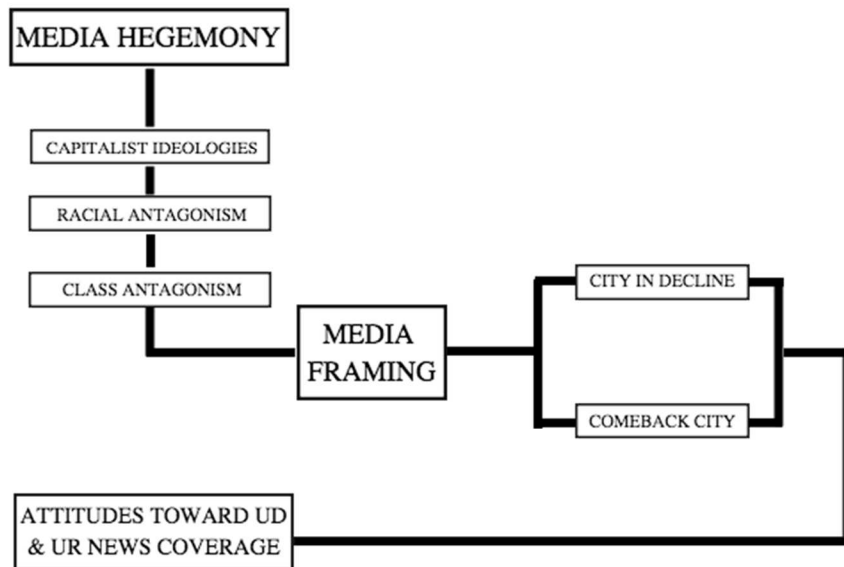 MEDIA HEGEMONY
CAPITALIST IDEOLOGIES
RACIAL ANTAGONISM
CLASS ANTAGONISM
MEDIA
FRAMING
CITY IN DECLINE
COMEBACK CITY
ATTITUDES TOWARD UD
& UR NEWS COVERAGE